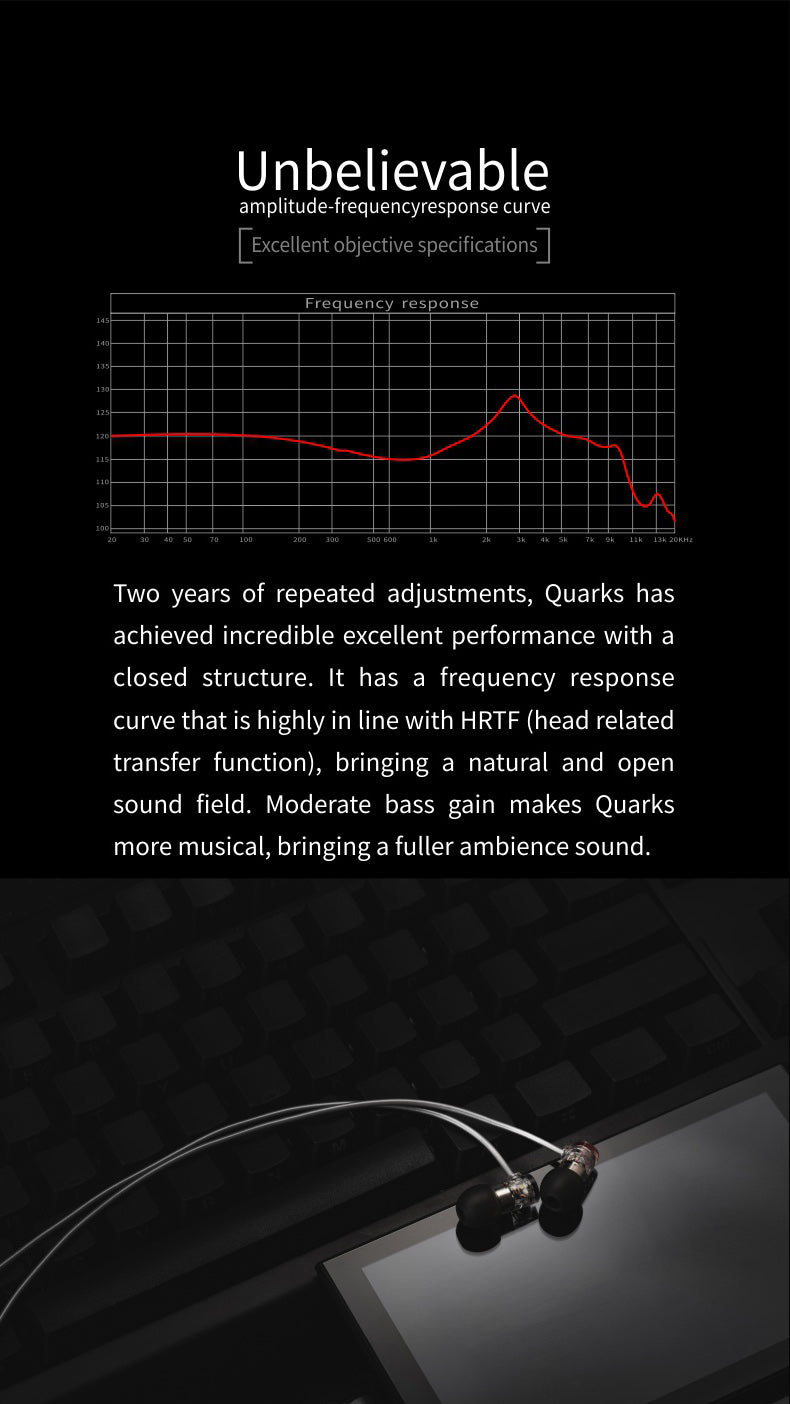 Unbelievable
amplitude-frequencyresponse curve
Excellent objective specifications
Frequency response
145
140
135
130
125
120
115
110
105
100
20 30 40 50 70 100 200 300 500 600 1k 2k 3k 4k 5k 7k 9k 11k 13k 20KHz
Two years of repeated adjustments, Quarks has
achieved incredible excellent performance with a
closed structure. It has a frequency response
curve that is highly in line with HRTF (head related
transfer function), bringing a natural and open
sound field. Moderate bass gain makes Quarks
more musical, bringing a fuller ambience sound.